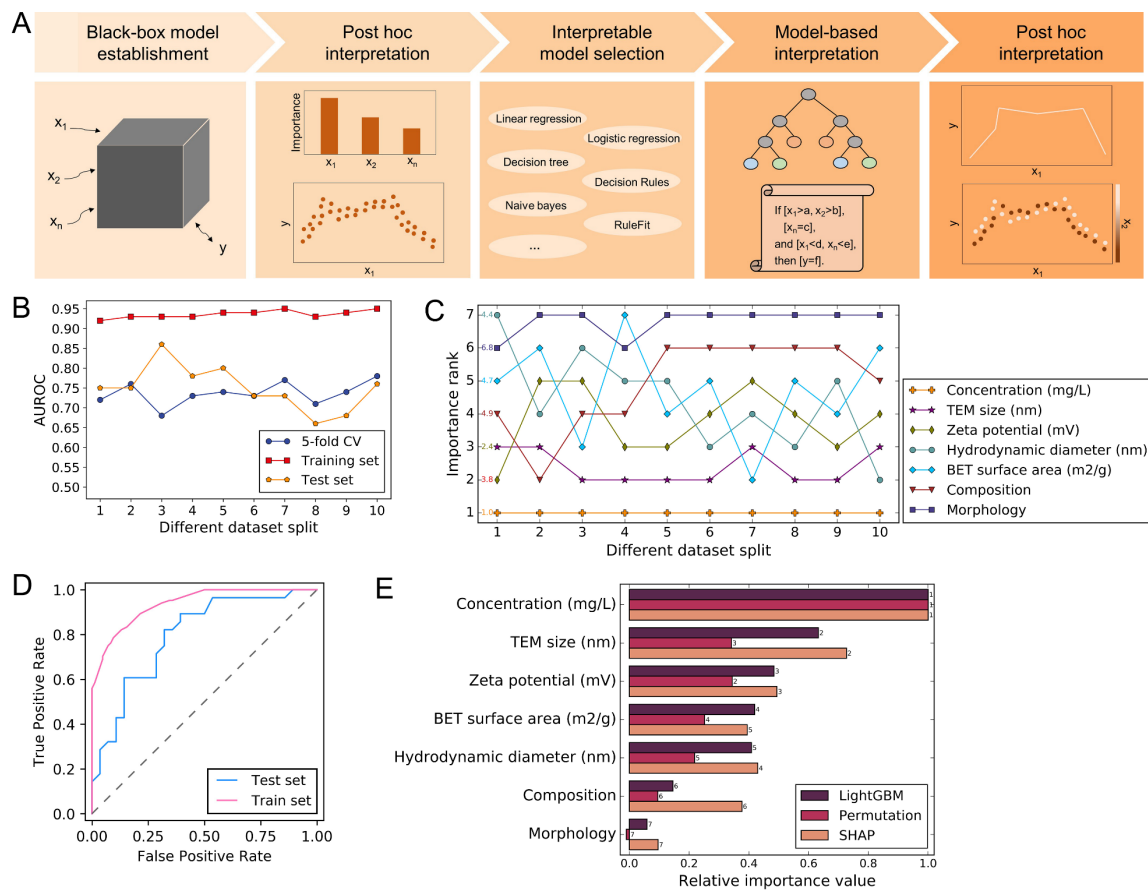 A
Black-box model
establishment
Post hoc
interpretation
Interpretable
model selection
Model-based
interpretation
Post hoc
interpretation
x1
x2
xn
y
Importance
x1 x2 xn
y
x1
Linear regression
Logistic regression
Decision tree
Decision Rules
Naive bayes
RuleFit
...
If [x1>a, x2>b],
[xn=c],
and [x1<d, xn<e],
then [y=f].
y
x1
y
x1
x2
B
0.95
0.90
0.85
0.80
0.75
0.70
0.65
0.60
0.55
0.50
AUROC
5-fold CV
Training set
Test set
1 2 3 4 5 6 7 8 9 10
Different dataset split
C
7
6
5
4
3
2
1
4.4
6.8
4.7
4.9
2.4
3.8
1.0
Importance rank
1 2 3 4 5 6 7 8 9 10
Different dataset split
Concentration (mg/L)
TEM size (nm)
Zeta potential (mV)
Hydrodynamic diameter (nm)
BET surface area (m2/g)
Composition
Morphology
D
1.0
0.8
0.6
0.4
0.2
0.0
True Positive Rate
Test set
Train set
0.00 0.25 0.50 0.75 1.00
False Positive Rate
E
Concentration (mg/L)
1
1
1
TEM size (nm)
2
3
2
Zeta potential (mV)
3
2
3
BET surface area (m2/g)
4
4
5
Hydrodynamic diameter (nm)
5
5
4
Composition
6
6
6
Morphology
7
7
7
LightGBM
Permutation
SHAP
0.0 0.2 0.4 0.6 0.8 1.0
Relative importance value